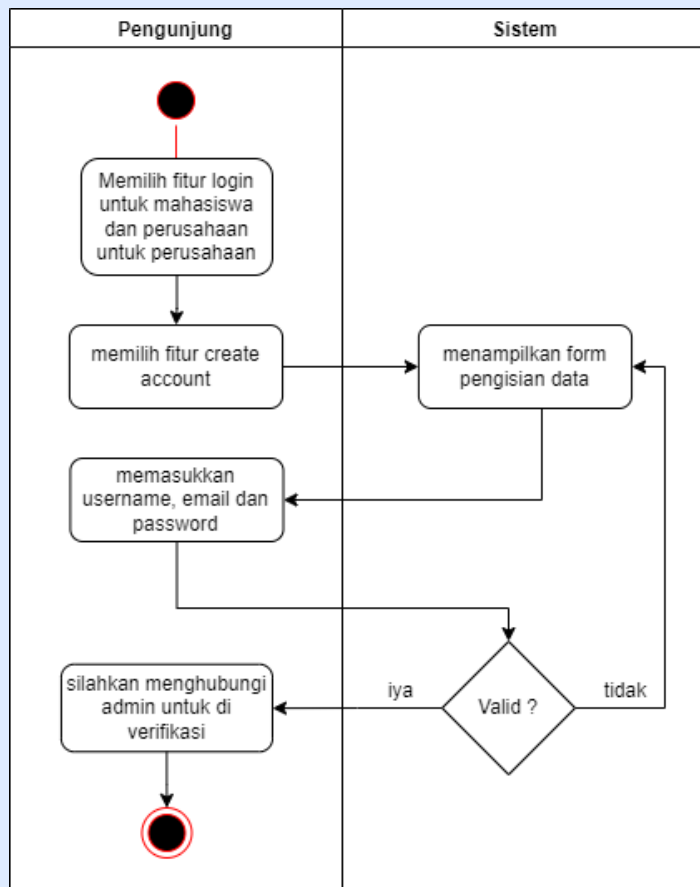 Pengunjung
Sistem
Memilih fitur login
untuk mahasiswa
dan perusahaan
untuk perusahaan
memilih fitur create
account
menampilkan form
pengisian data
memasukkan
username, email dan
password
Valid ?
iya
tidak
silahkan menghubungi
admin untuk di
verifikasi